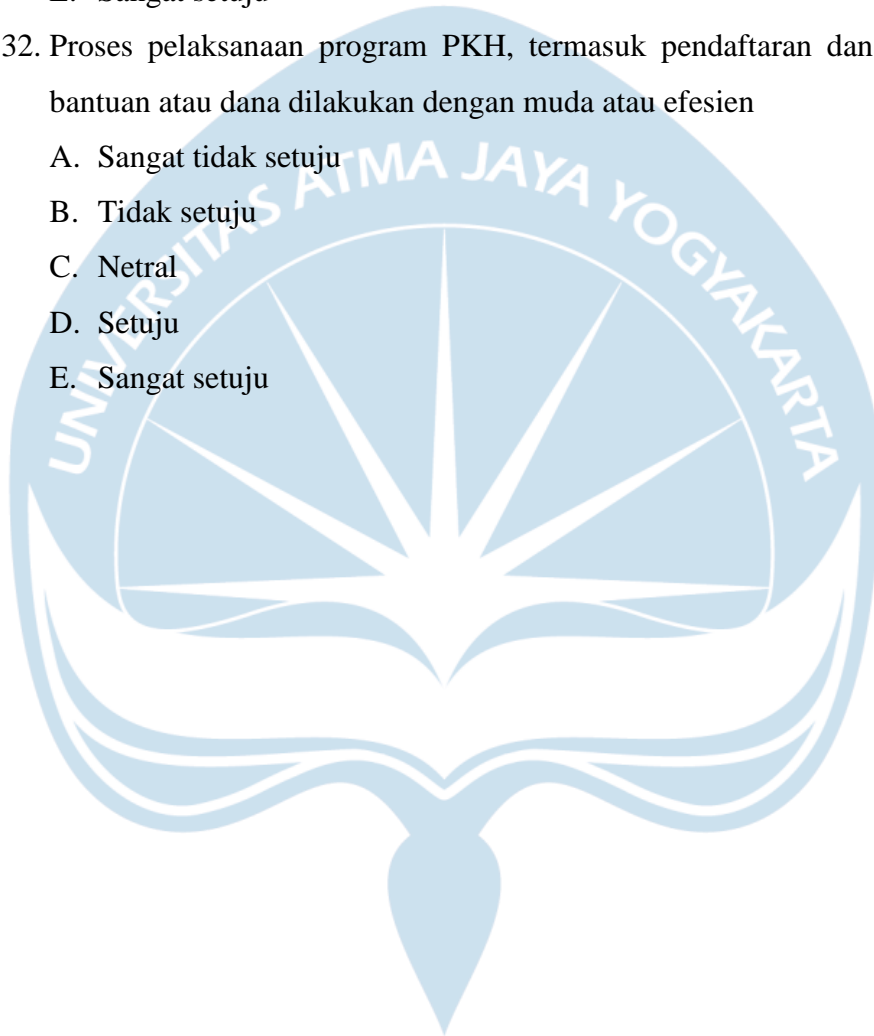 E. Sangat setuju
32. Proses pelaksanaan program PKH, termasuk pendaftaran dan
bantuan atau dana dilakukan dengan muda atau efesien
A. Sangat tidak setuju
B. Tidak setuju
C. Netral
D. Setuju
E. Sangat setuju
UNIVERSITAS ATMA JAYA YOGYAKARTA